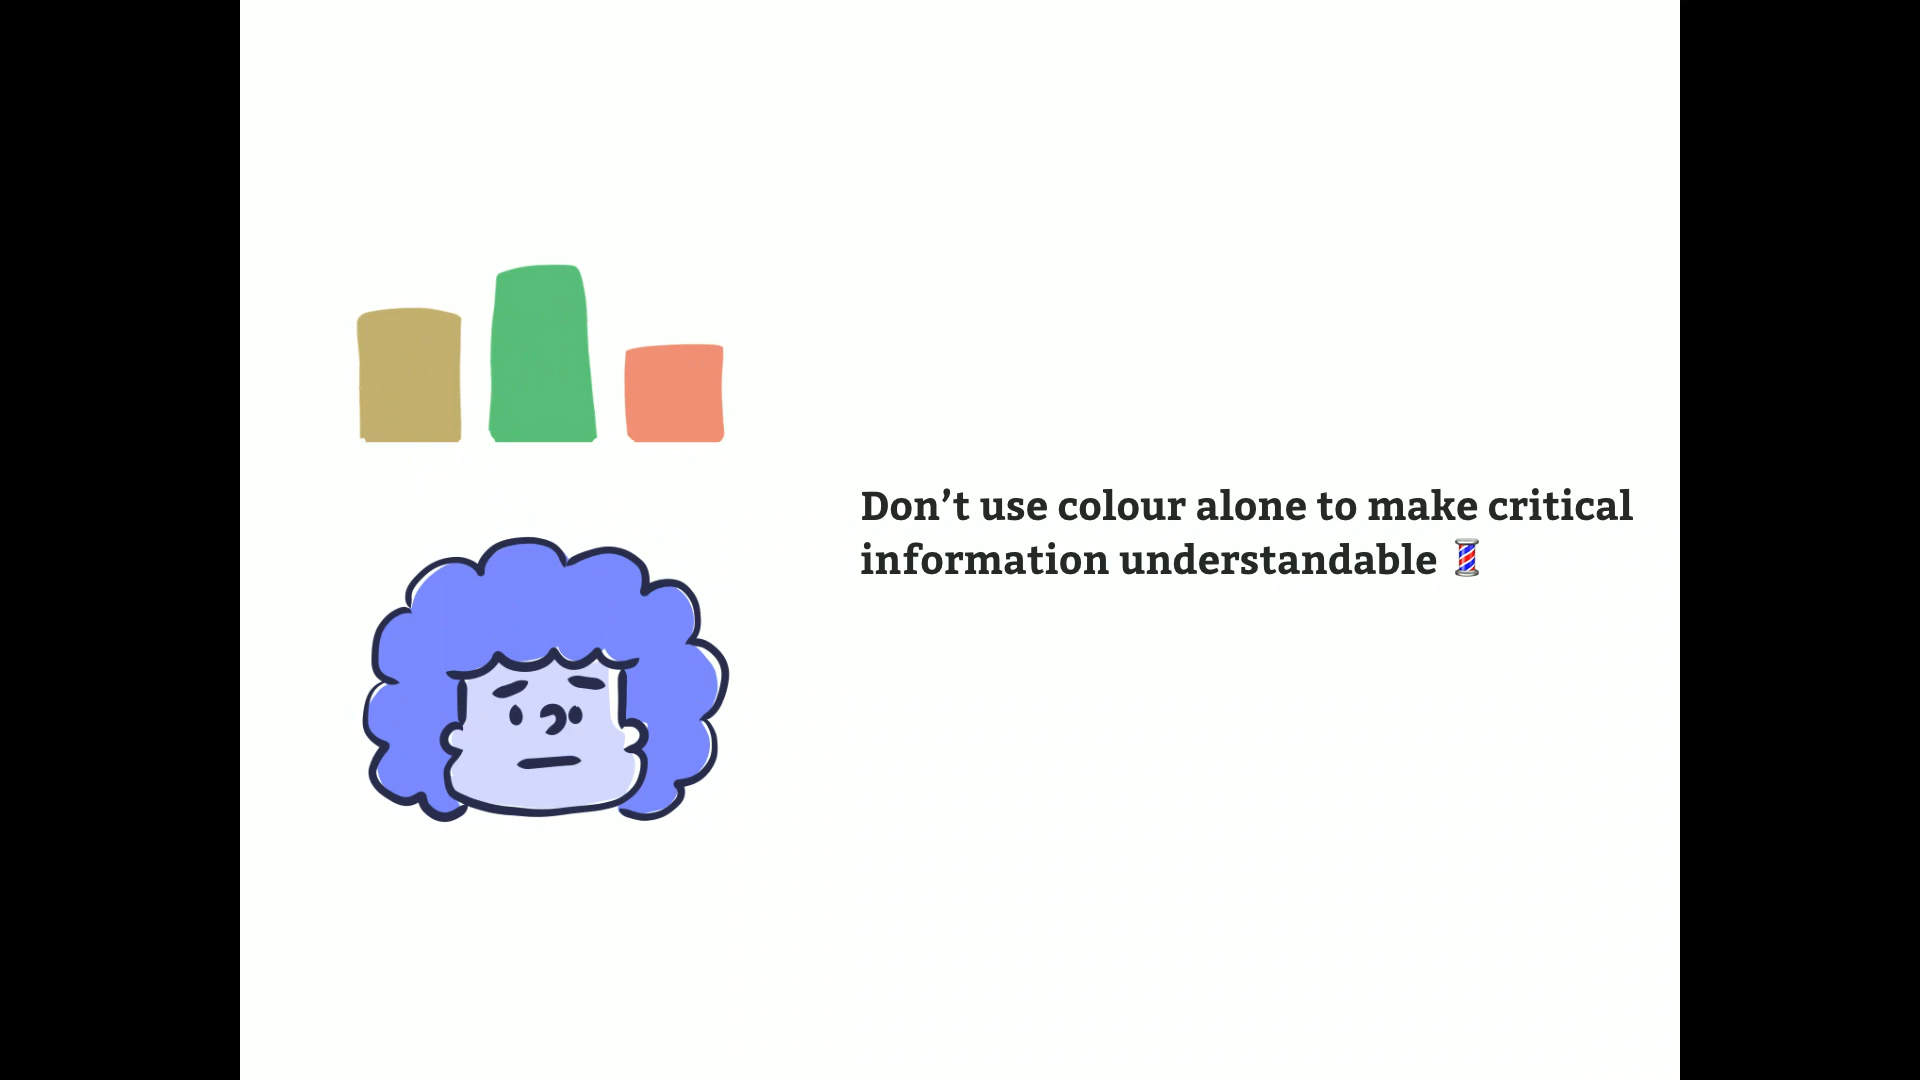 Don’t use colour alone to make critical
information understandable 💈